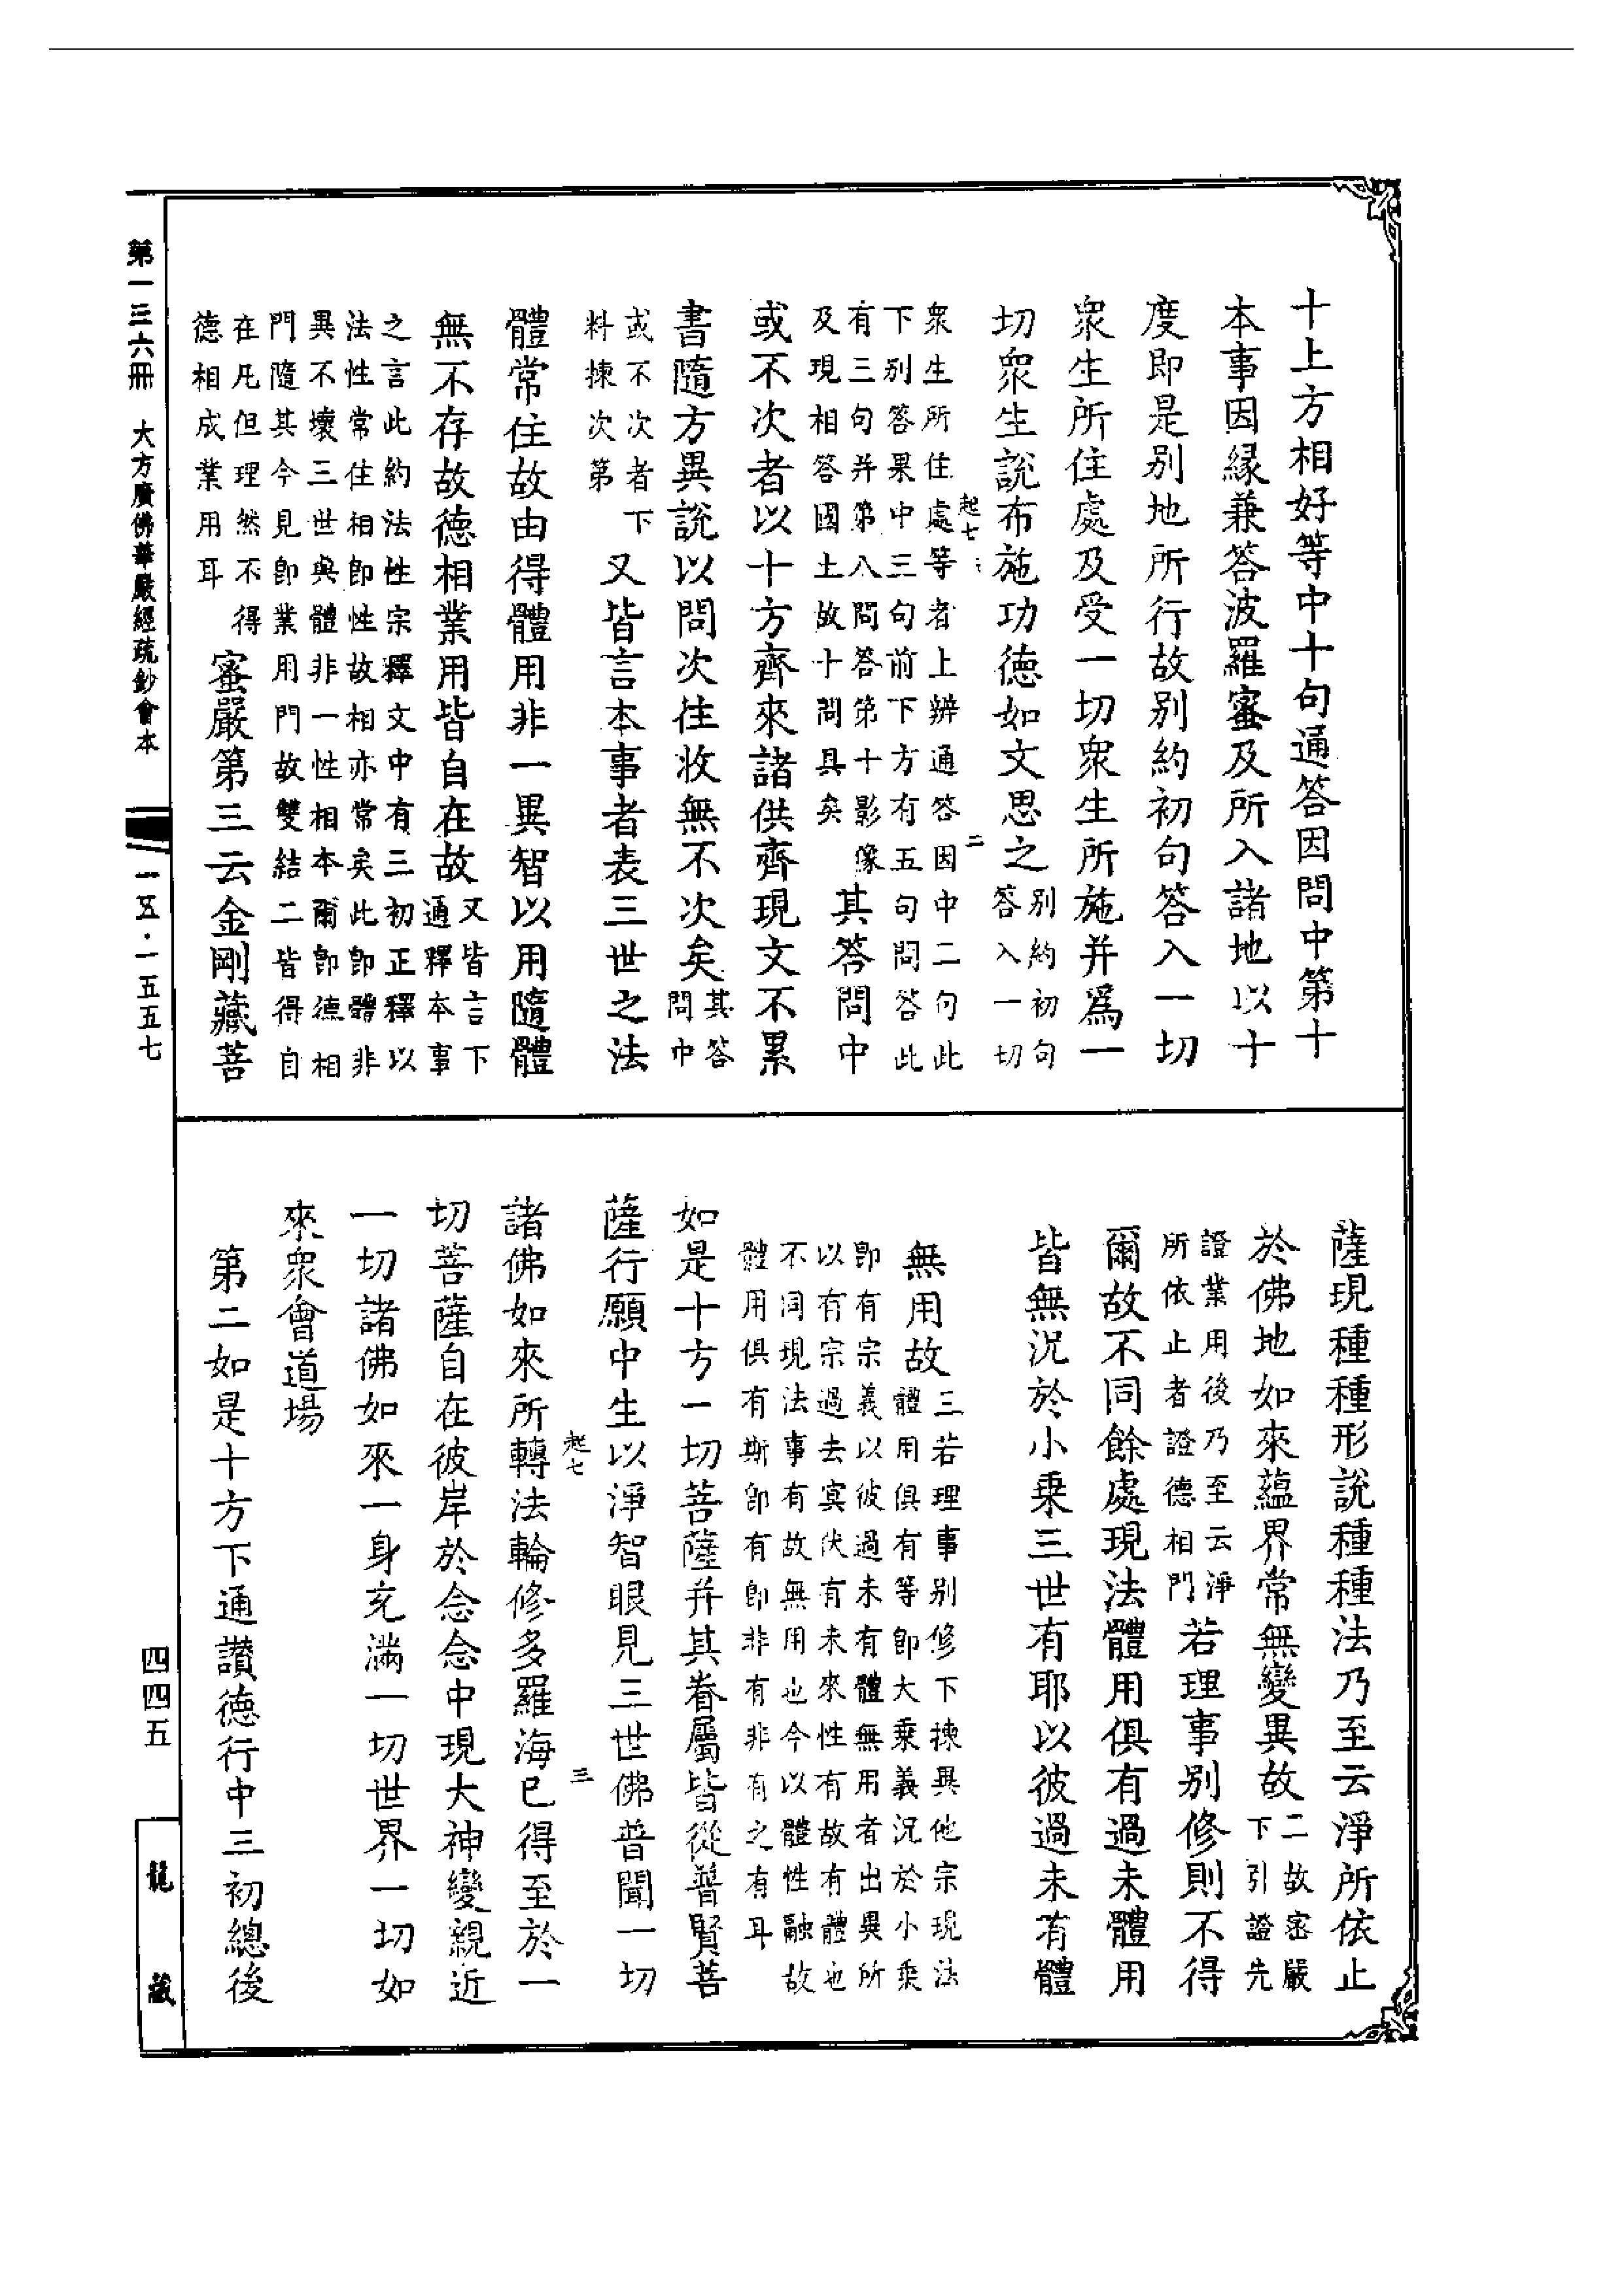 十上方相好等中十句通答因問中第十
本事因緣兼答波羅蜜及所入諸地以十
度即是別地所行故別約初句答入一切
衆生所住處及受一切衆生所施并爲一
切衆生說布施功德如文思之
別約初句
答入一切
衆生所住處等者上辨通答因中二句此
下別答果中三句前下方有五句問答此
有三句并第入問答第十影像
及現相答國土故十問具矣
其答問中
或不次者以十方齊來諸供齊現文不累
書隨方異說以問次往收無不次矣
其答
問中
或不次者下
料揀次第
又皆言本事者表三世之法
體常住故由得體用非一異智以用隨體
無不存故德相業用皆自在故
又皆言下
通釋本事
之言此約法性宗釋文中有三初正釋以
法性常住相即性故相亦常矣此即體非
異不壞三世與體非一性相本爾即德相
門隨其今見即業用門故雙結二皆得自
在凡但理然不得
德相成業用耳
蜜嚴第三云金剛藏菩
薩現種種形說種種法乃至云淨所依止
於佛地如來蘊界常無變異故
二故密嚴
下引證先
證業用後乃至云淨
所依止者證德相門
若理事別修則不得
爾故不同餘處現法體用俱有過未體用
皆無況於小乘三世有耶以彼過未有體
無用故
三若理事別修下揀異他宗現法
體用俱有等即大乘義況於小乘
即有宗義以彼過未有體無用者出異所
以有宗過去冥伏有未來性有故有體也
不同現法事有故無用也今以體性融故
體用俱有斯即有即非有非有之有耳
如是十方一切菩薩并其眷屬皆從普賢菩
薩行願中生以淨智眼見三世佛普聞一切
諸佛如來所轉法輪修多羅海已得至於一
切菩薩自在彼岸於念念中現大神變親近
一切諸佛如來一身充滿一切世界一切如
來衆會道場
第二如是十方下通讃德行中三初總後
起七
二
起七
三
第一三六冊
大方廣佛華嚴經疏鈔會本
一五·一五五七
四四五
龍藏